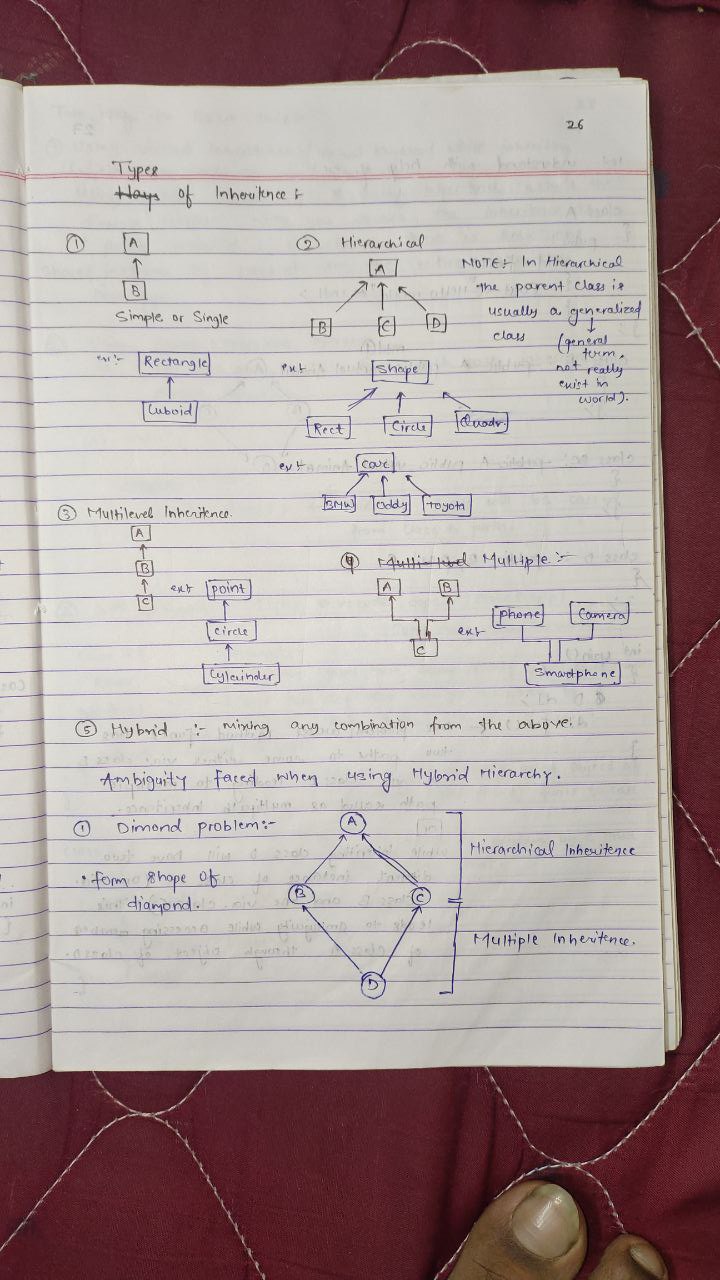 26
Types
Ways of Inheritence :-
① A
B
Simple or Single
ex:- Rectangle
Cuboid
② Hierarchical
A
B C D
NOTE:- In Hierarchical
the parent class is
usually a generalized
class
(general
term,
not really
exist in
world).
ex:- Shape
Rect Circle Quadr.
ex:- Car
BMW oddy Toyota
③ Multilevel Inheritence.
A
B
C
ex:- point
circle
Cylcinder
④ Multi-level Multiple :-
A B
C
ex:- phone Camera
Smartphone
⑤ Hybrid :- mixing any combination from the above.
Ambiguity faced when using Hybrid Hierarchy.
① Dimond problem:-
• form shape of
diamond.
A
B C
D
Hierarchical Inheritence
Multiple Inheritence.